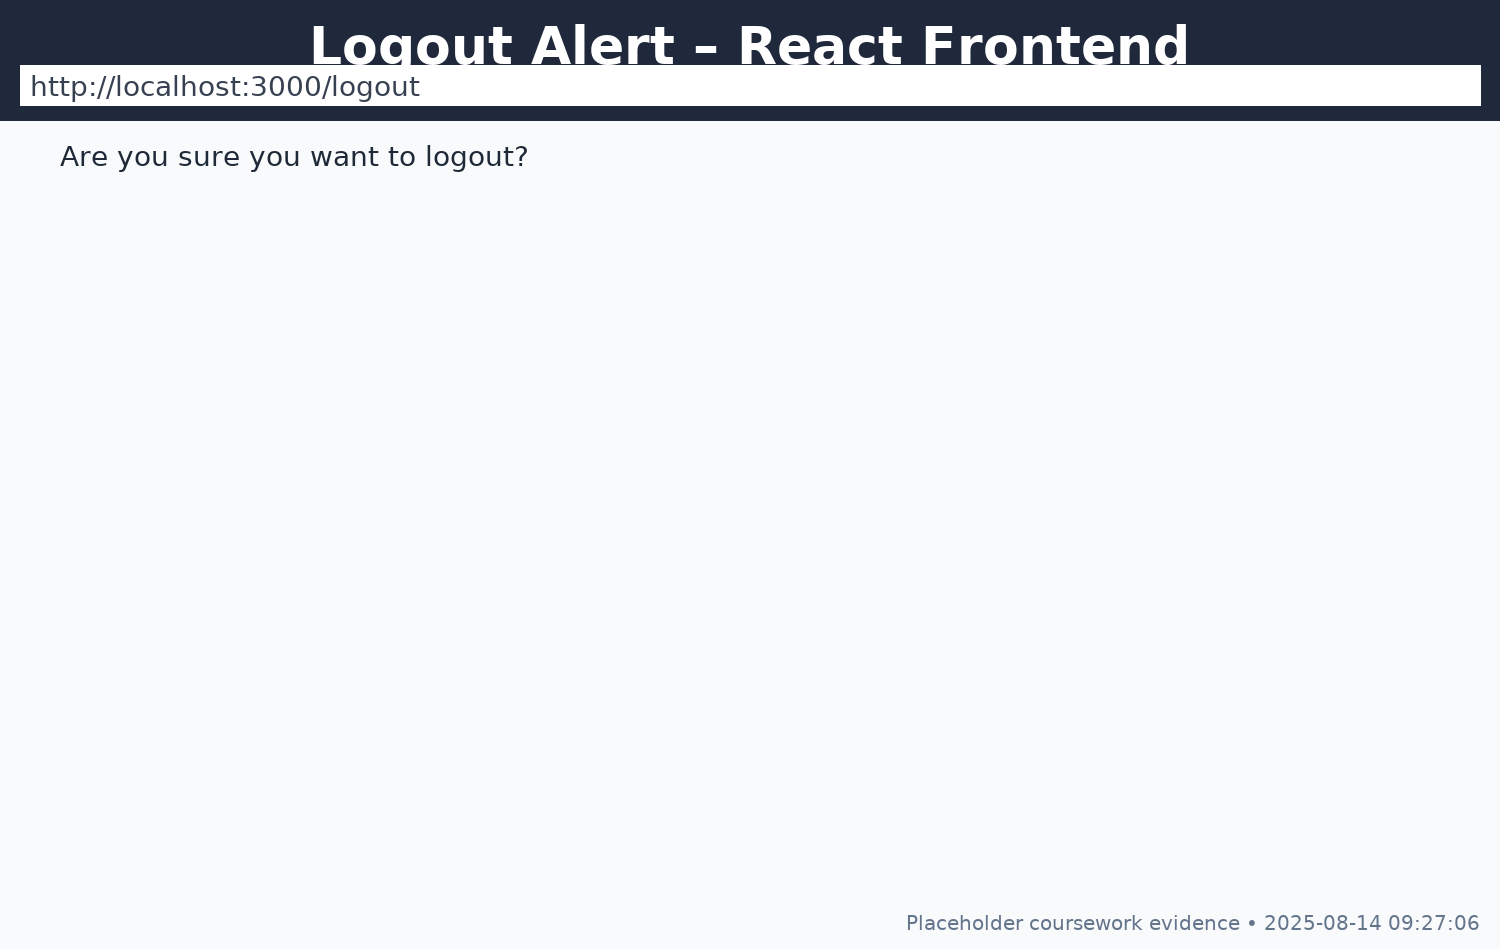 Logout Alert – React Frontend
http://localhost:3000/logout
Are you sure you want to logout?
Placeholder coursework evidence • 2025-08-14 09:27:06